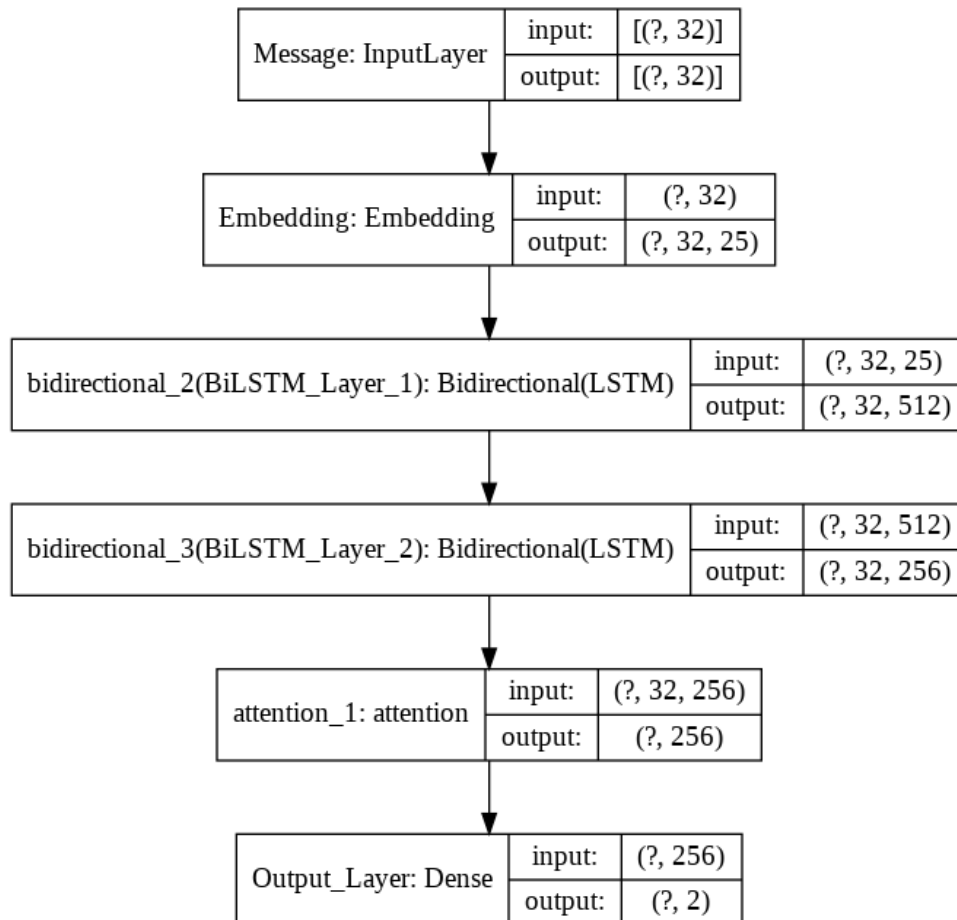 Message: InputLayer
input: [(?, 32)]
output: [(?, 32)]
Embedding: Embedding
input: (?, 32)
output: (?, 32, 25)
bidirectional_2(BiLSTM_Layer_1): Bidirectional(LSTM)
input: (?, 32, 25)
output: (?, 32, 512)
bidirectional_3(BiLSTM_Layer_2): Bidirectional(LSTM)
input: (?, 32, 512)
output: (?, 32, 256)
attention_1: attention
input: (?, 32, 256)
output: (?, 256)
Output_Layer: Dense
input: (?, 256)
output: (?, 2)